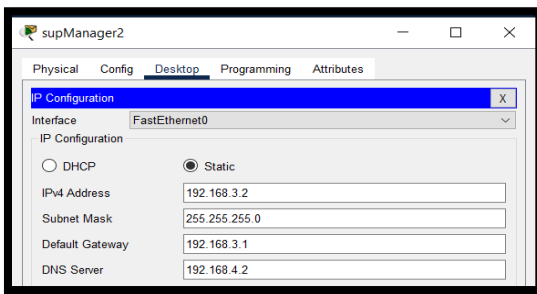 supManager2
Physical Config Desktop Programming Attributes
IP Configuration X
Interface FastEthernet0
IP Configuration
DHCP Static
IPv4 Address 192.168.3.2
Subnet Mask 255.255.255.0
Default Gateway 192.168.3.1
DNS Server 192.168.4.2